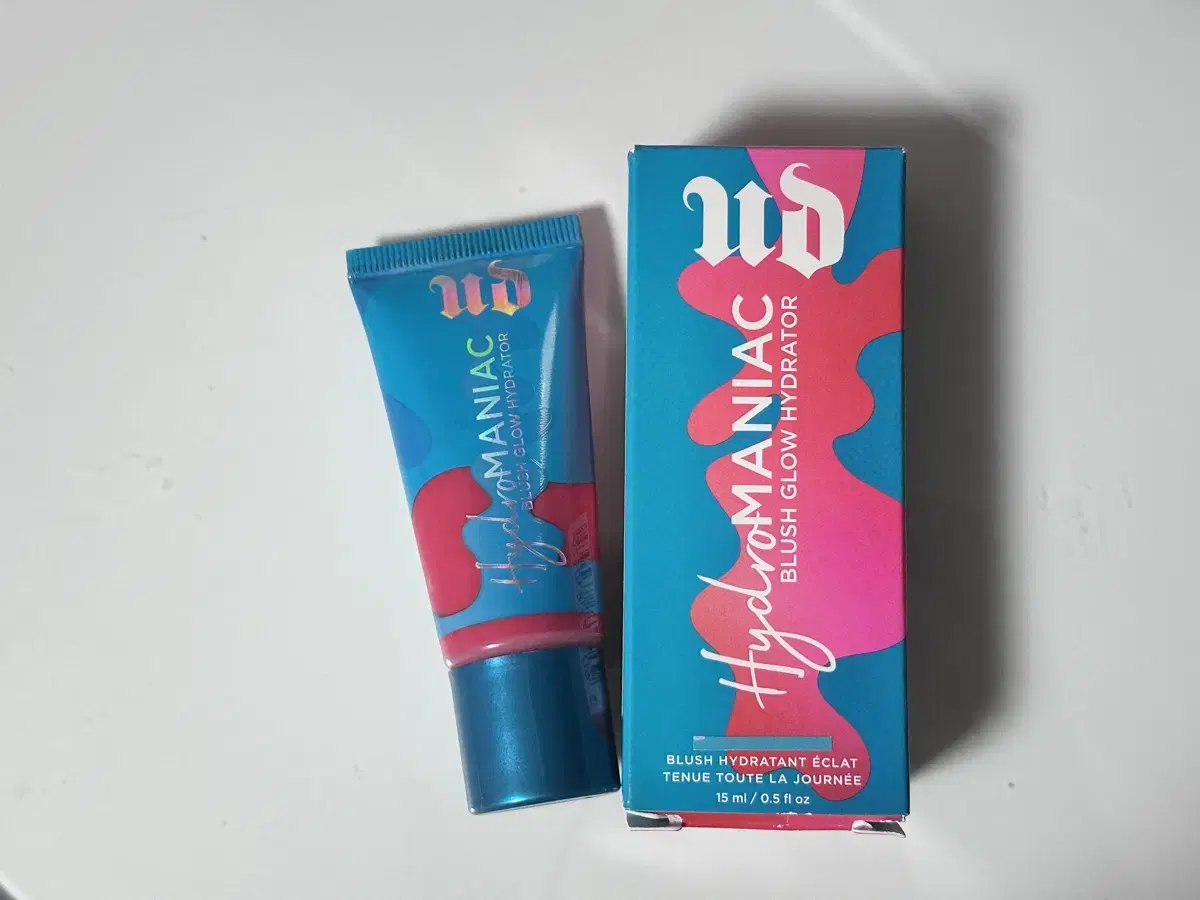 UD
HydroMANIAC
BLUSH GLOW HYDRATOR
UD
HydroMANIAC
BLUSH GLOW HYDRATOR
BLUSH HYDRATANT ÉCLAT
TENUE TOUTE LA JOURNÉE
15 ml / 0.5 fl oz